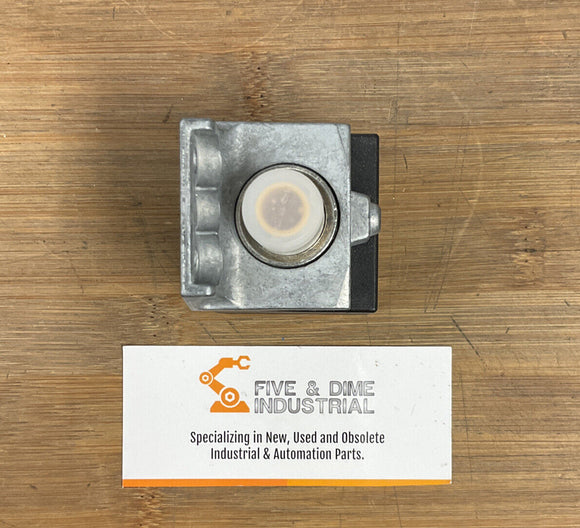 FIVE & DIME
INDUSTRIAL
Specializing in New, Used and Obsolete
Industrial & Automation Parts.